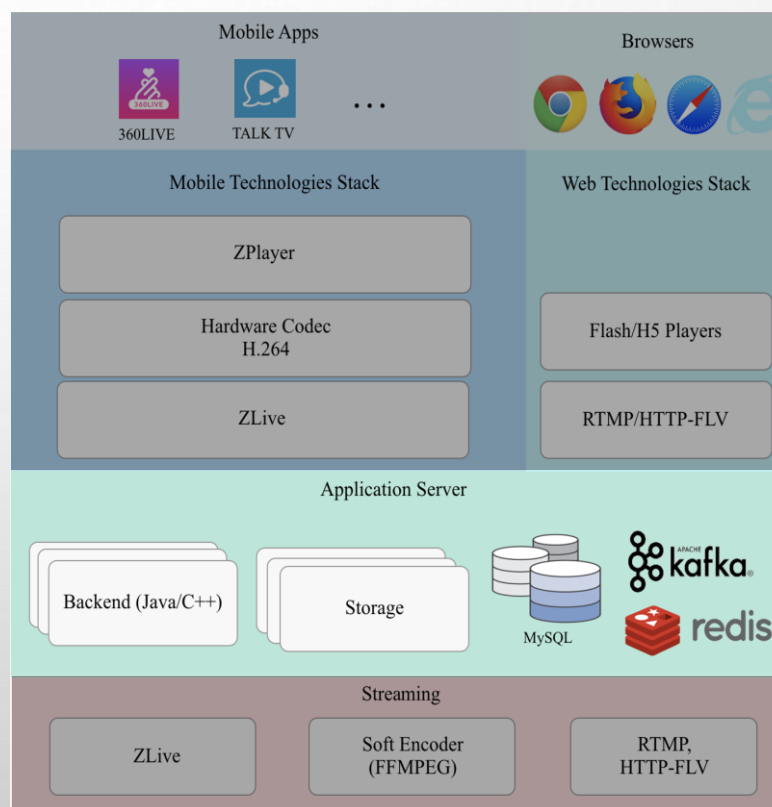 Mobile Apps
Browsers
360LIVE
360LIVE
TALK TV
...
Mobile Technologies Stack
Web Technologies Stack
ZPlayer
Hardware Codec
H.264
Flash/H5 Players
ZLive
RTMP/HTTP-FLV
Application Server
Backend (Java/C++)
Storage
MySQL
APACHE
kafka®
redis
Streaming
ZLive
Soft Encoder
(FFMPEG)
RTMP,
HTTP-FLV